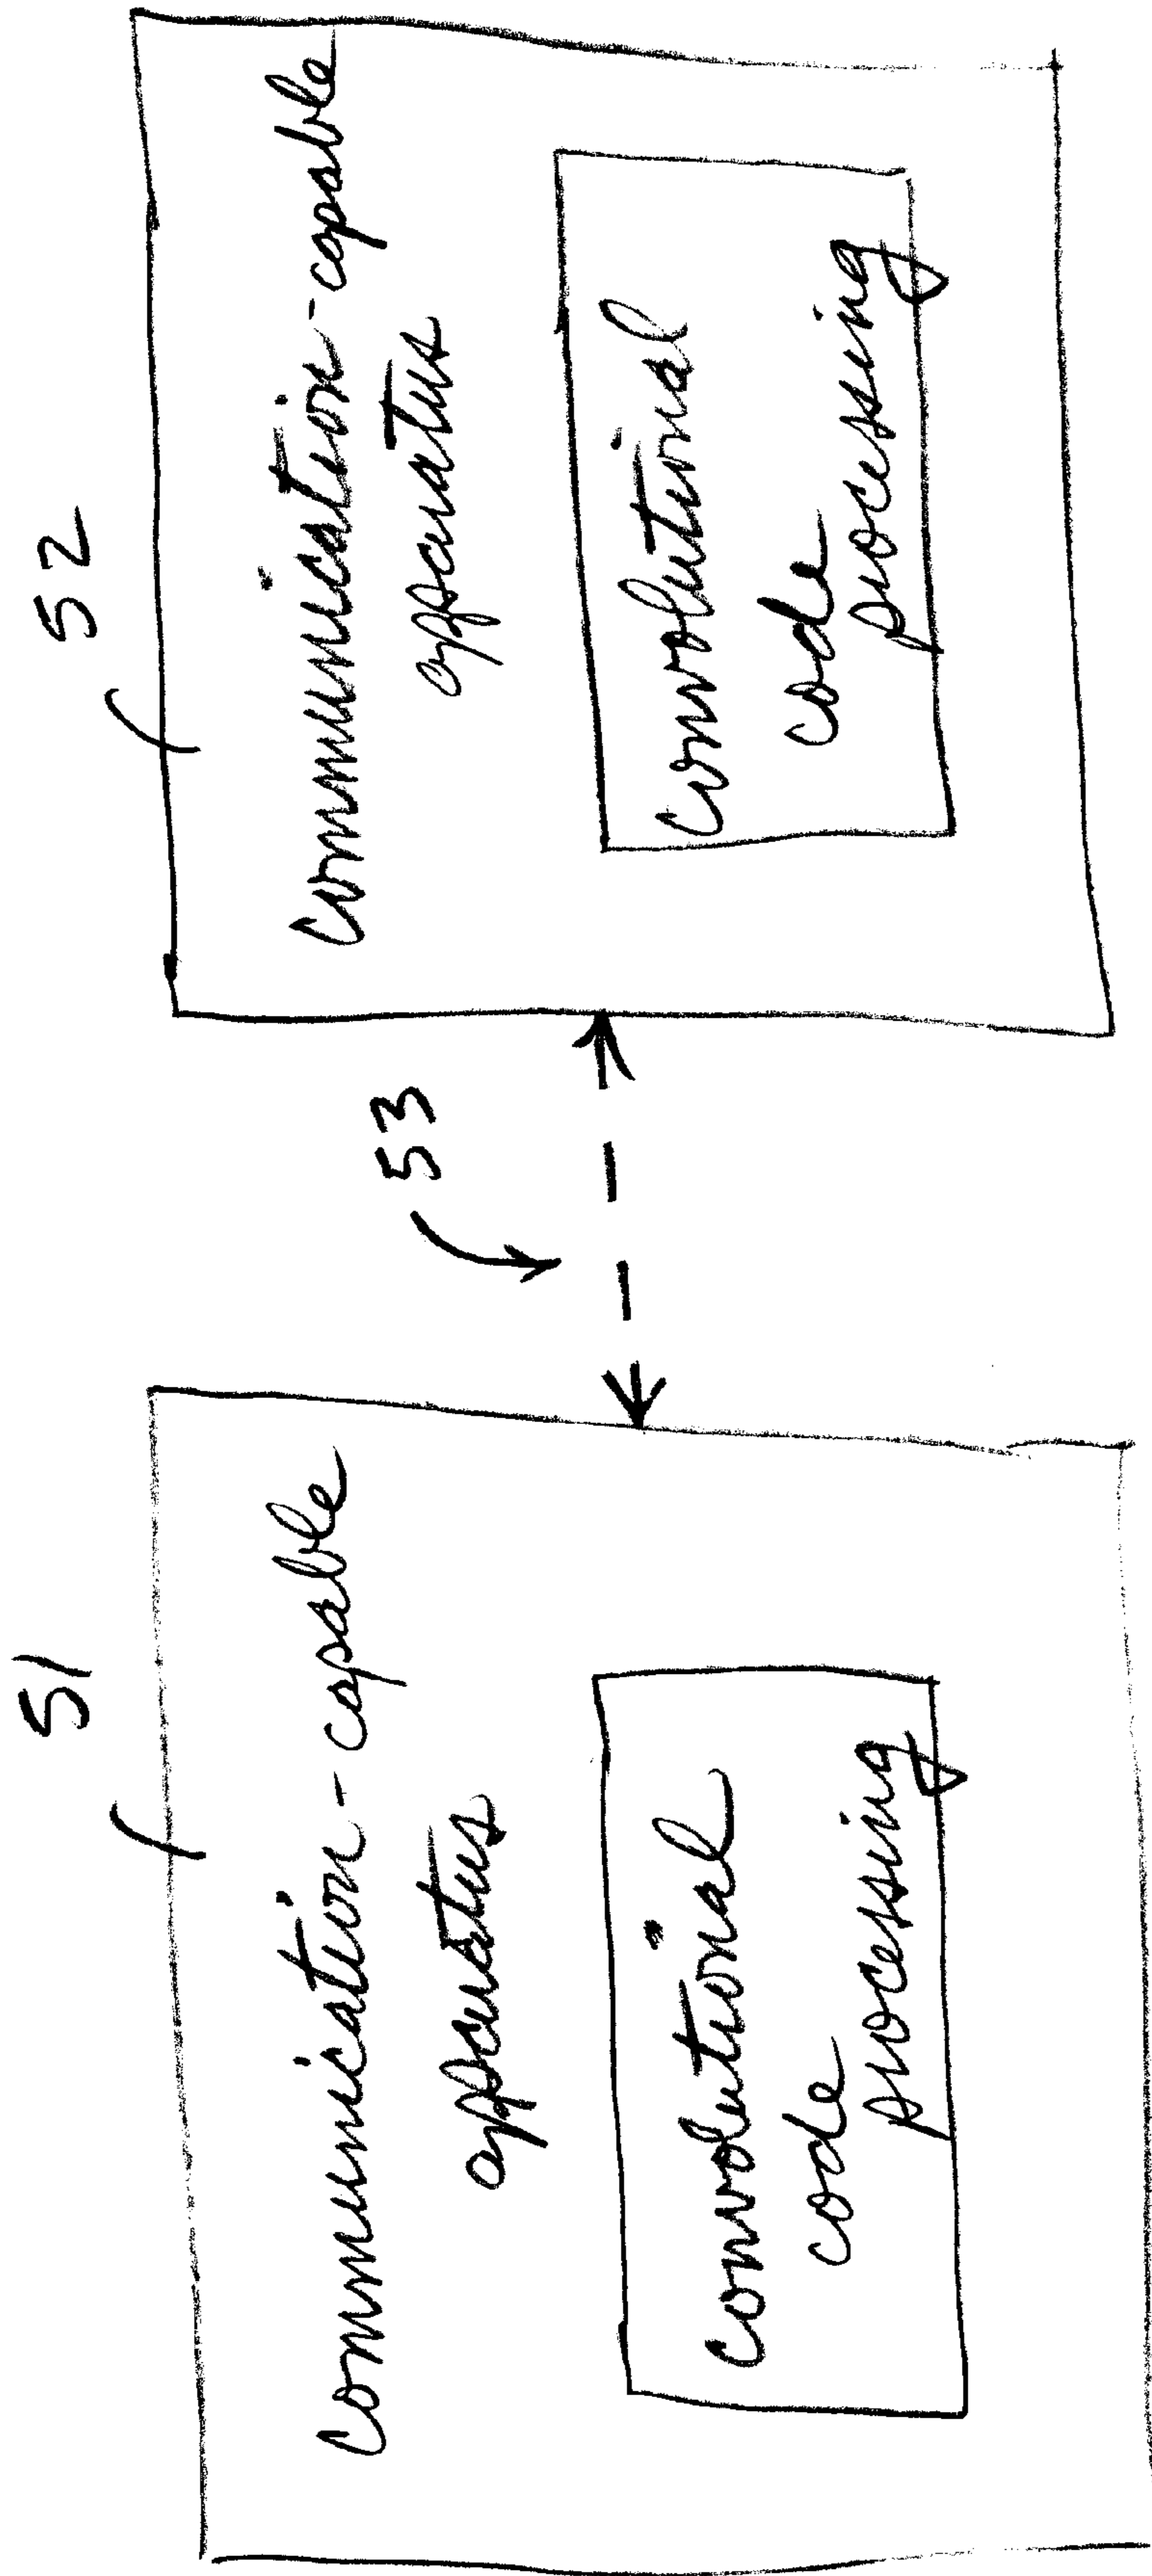 51
communication-capable
apparatus
convolutional
code
processing
53
52
communication-capable
apparatus
convolutional
code
processing